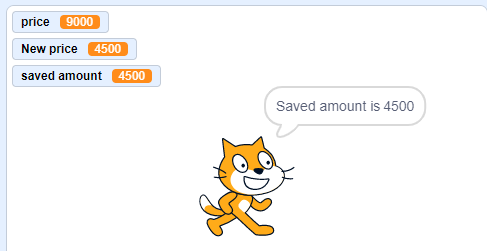 price 9000
New price 4500
saved amount 4500
Saved amount is 4500